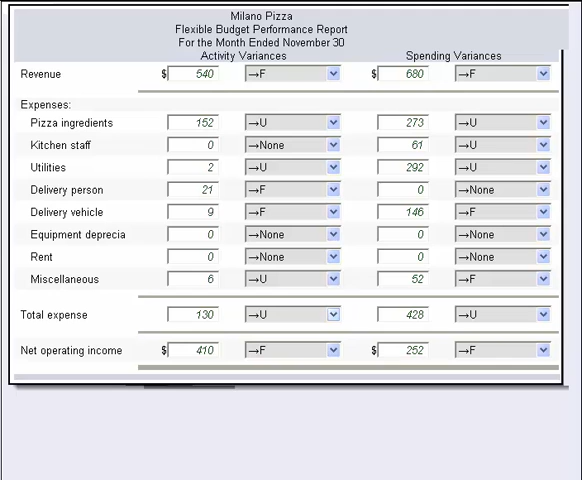 Milano Pizza
Flexible Budget Performance Report
For the Month Ended November 30
Activity Variances Spending Variances
Revenue $ 540 →F $ 680 →F
Expenses:
Pizza ingredients 152 →U 273 →U
Kitchen staff 0 →None 61 →U
Utilities 2 →U 292 →U
Delivery person 21 →F 0 →None
Delivery vehicle 9 →F 146 →F
Equipment deprecia 0 →None 0 →None
Rent 0 →None 0 →None
Miscellaneous 6 →U 52 →F
Total expense 130 →U 428 →U
Net operating income $ 410 →F $ 252 →F